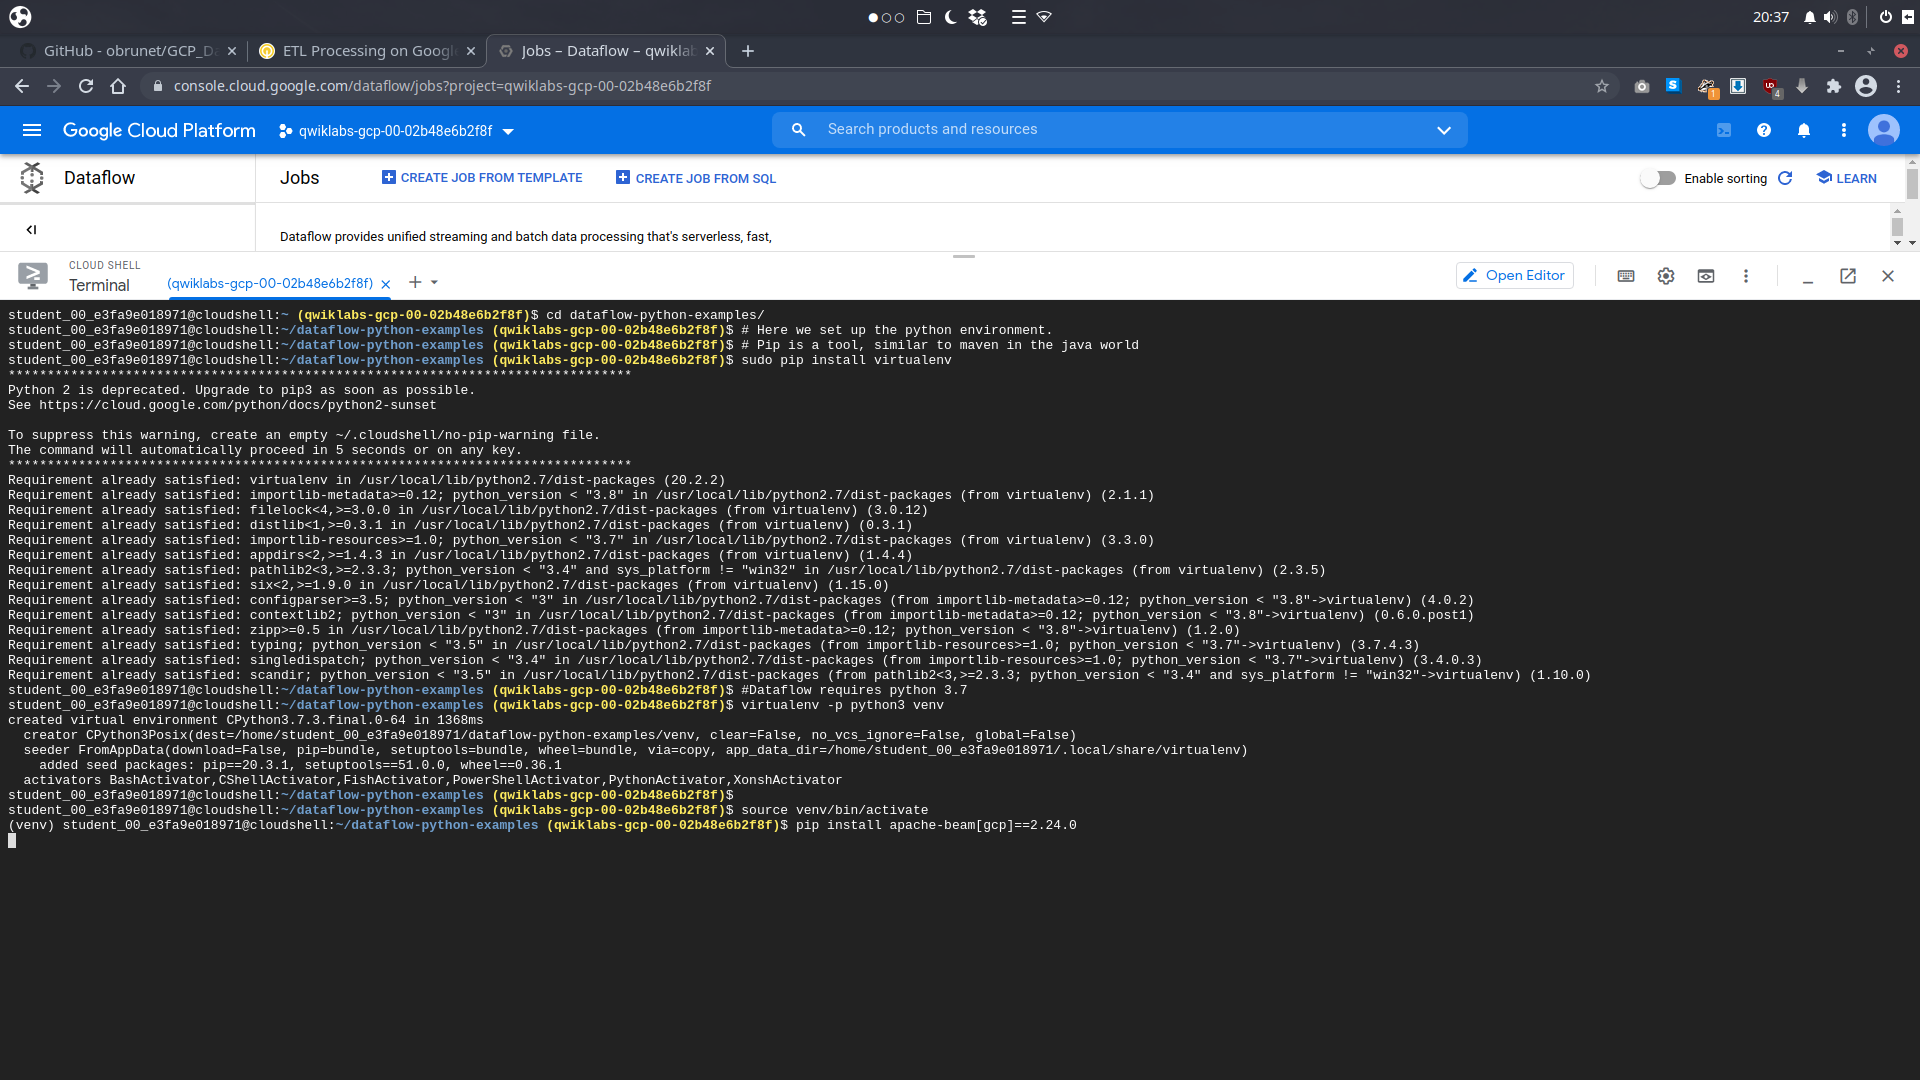 20:37
GitHub - obrunet/GCP_Da
ETL Processing on Google
Jobs – Dataflow – qwiklab
console.cloud.google.com/dataflow/jobs?project=qwiklabs-gcp-00-02b48e6b2f8f
S
1
4
Google Cloud Platform
qwiklabs-gcp-00-02b48e6b2f8f
Search products and resources
Dataflow
Jobs
CREATE JOB FROM TEMPLATE
CREATE JOB FROM SQL
Enable sorting
LEARN
Dataflow provides unified streaming and batch data processing that's serverless, fast,
CLOUD SHELL
Terminal
(qwiklabs-gcp-00-02b48e6b2f8f)
Open Editor
student_00_e3fa9e018971@cloudshell:~ (qwiklabs-gcp-00-02b48e6b2f8f)$ cd dataflow-python-examples/
student_00_e3fa9e018971@cloudshell:~/dataflow-python-examples (qwiklabs-gcp-00-02b48e6b2f8f)$ # Here we set up the python environment.
student_00_e3fa9e018971@cloudshell:~/dataflow-python-examples (qwiklabs-gcp-00-02b48e6b2f8f)$ # Pip is a tool, similar to maven in the java world
student_00_e3fa9e018971@cloudshell:~/dataflow-python-examples (qwiklabs-gcp-00-02b48e6b2f8f)$ sudo pip install virtualenv
********************************************************************************
Python 2 is deprecated. Upgrade to pip3 as soon as possible.
See https://cloud.google.com/python/docs/python2-sunset
To suppress this warning, create an empty ~/.cloudshell/no-pip-warning file.
The command will automatically proceed in 5 seconds or on any key.
********************************************************************************
Requirement already satisfied: virtualenv in /usr/local/lib/python2.7/dist-packages (20.2.2)
Requirement already satisfied: importlib-metadata>=0.12; python_version < "3.8" in /usr/local/lib/python2.7/dist-packages (from virtualenv) (2.1.1)
Requirement already satisfied: filelock<4,>=3.0.0 in /usr/local/lib/python2.7/dist-packages (from virtualenv) (3.0.12)
Requirement already satisfied: distlib<1,>=0.3.1 in /usr/local/lib/python2.7/dist-packages (from virtualenv) (0.3.1)
Requirement already satisfied: importlib-resources>=1.0; python_version < "3.7" in /usr/local/lib/python2.7/dist-packages (from virtualenv) (3.3.0)
Requirement already satisfied: appdirs<2,>=1.4.3 in /usr/local/lib/python2.7/dist-packages (from virtualenv) (1.4.4)
Requirement already satisfied: pathlib2<3,>=2.3.3; python_version < "3.4" and sys_platform != "win32" in /usr/local/lib/python2.7/dist-packages (from virtualenv) (2.3.5)
Requirement already satisfied: six<2,>=1.9.0 in /usr/local/lib/python2.7/dist-packages (from virtualenv) (1.15.0)
Requirement already satisfied: configparser>=3.5; python_version < "3" in /usr/local/lib/python2.7/dist-packages (from importlib-metadata>=0.12; python_version < "3.8"->virtualenv) (4.0.2)
Requirement already satisfied: contextlib2; python_version < "3" in /usr/local/lib/python2.7/dist-packages (from importlib-metadata>=0.12; python_version < "3.8"->virtualenv) (0.6.0.post1)
Requirement already satisfied: zipp>=0.5 in /usr/local/lib/python2.7/dist-packages (from importlib-metadata>=0.12; python_version < "3.8"->virtualenv) (1.2.0)
Requirement already satisfied: typing; python_version < "3.5" in /usr/local/lib/python2.7/dist-packages (from importlib-resources>=1.0; python_version < "3.7"->virtualenv) (3.7.4.3)
Requirement already satisfied: singledispatch; python_version < "3.4" in /usr/local/lib/python2.7/dist-packages (from importlib-resources>=1.0; python_version < "3.7"->virtualenv) (3.4.0.3)
Requirement already satisfied: scandir; python_version < "3.5" in /usr/local/lib/python2.7/dist-packages (from pathlib2<3,>=2.3.3; python_version < "3.4" and sys_platform != "win32"->virtualenv) (1.10.0)
student_00_e3fa9e018971@cloudshell:~/dataflow-python-examples (qwiklabs-gcp-00-02b48e6b2f8f)$ #Dataflow requires python 3.7
student_00_e3fa9e018971@cloudshell:~/dataflow-python-examples (qwiklabs-gcp-00-02b48e6b2f8f)$ virtualenv -p python3 venv
created virtual environment CPython3.7.3.final.0-64 in 1368ms
  creator CPython3Posix(dest=/home/student_00_e3fa9e018971/dataflow-python-examples/venv, clear=False, no_vcs_ignore=False, global=False)
  seeder FromAppData(download=False, pip=bundle, setuptools=bundle, wheel=bundle, via=copy, app_data_dir=/home/student_00_e3fa9e018971/.local/share/virtualenv)
    added seed packages: pip==20.3.1, setuptools==51.0.0, wheel==0.36.1
  activators BashActivator,CShellActivator,FishActivator,PowerShellActivator,PythonActivator,XonshActivator
student_00_e3fa9e018971@cloudshell:~/dataflow-python-examples (qwiklabs-gcp-00-02b48e6b2f8f)$
student_00_e3fa9e018971@cloudshell:~/dataflow-python-examples (qwiklabs-gcp-00-02b48e6b2f8f)$ source venv/bin/activate
(venv) student_00_e3fa9e018971@cloudshell:~/dataflow-python-examples (qwiklabs-gcp-00-02b48e6b2f8f)$ pip install apache-beam[gcp]==2.24.0